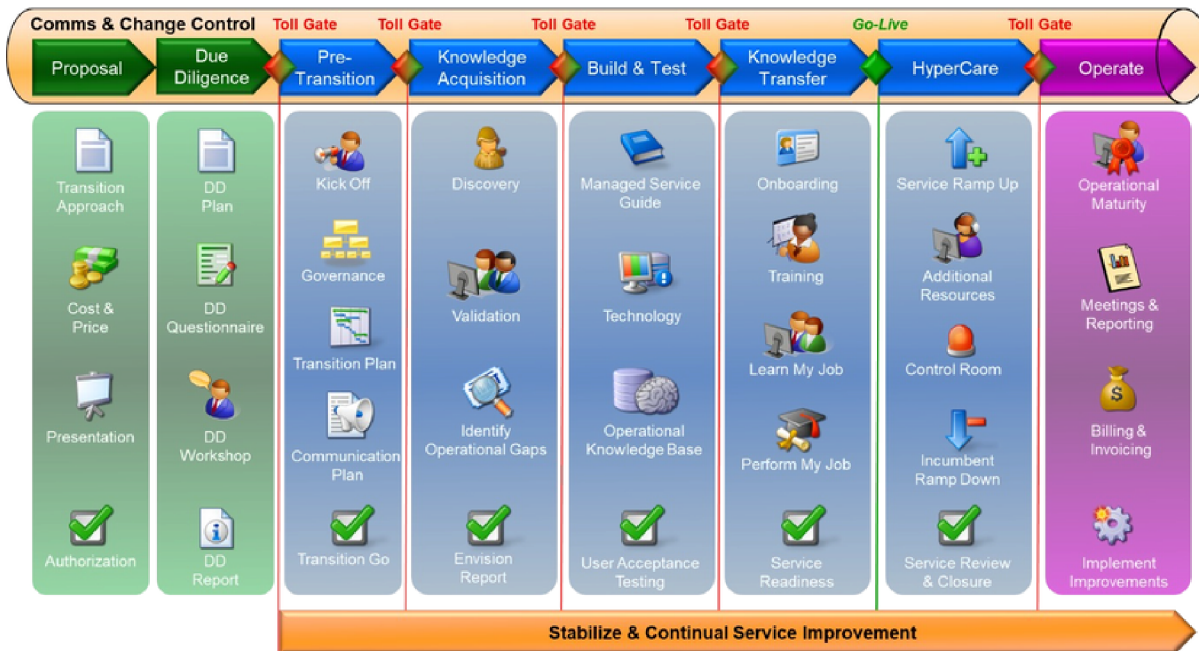 Comms & Change Control
Toll Gate
Toll Gate
Toll Gate
Toll Gate
Go-Live
Toll Gate
Proposal
Due
Diligence
Pre-
Transition
Knowledge
Acquisition
Build & Test
Knowledge
Transfer
HyperCare
Operate
Transition
Approach
Cost &
Price
Presentation
Authorization
DD
Plan
DD
Questionnaire
DD
Workshop
DD
Report
Kick Off
Governance
Transition Plan
Communication
Plan
Transition Go
Discovery
Validation
Identify
Operational Gaps
Envision
Report
Managed Service
Guide
Technology
Operational
Knowledge Base
User Acceptance
Testing
Onboarding
Training
Learn My Job
Perform My Job
Service
Readiness
Service Ramp Up
Additional
Resources
Control Room
Incumbent
Ramp Down
Service Review
& Closure
Operational
Maturity
Meetings &
Reporting
$
Billing &
Invoicing
Implement
Improvements
Stabilize & Continual Service Improvement